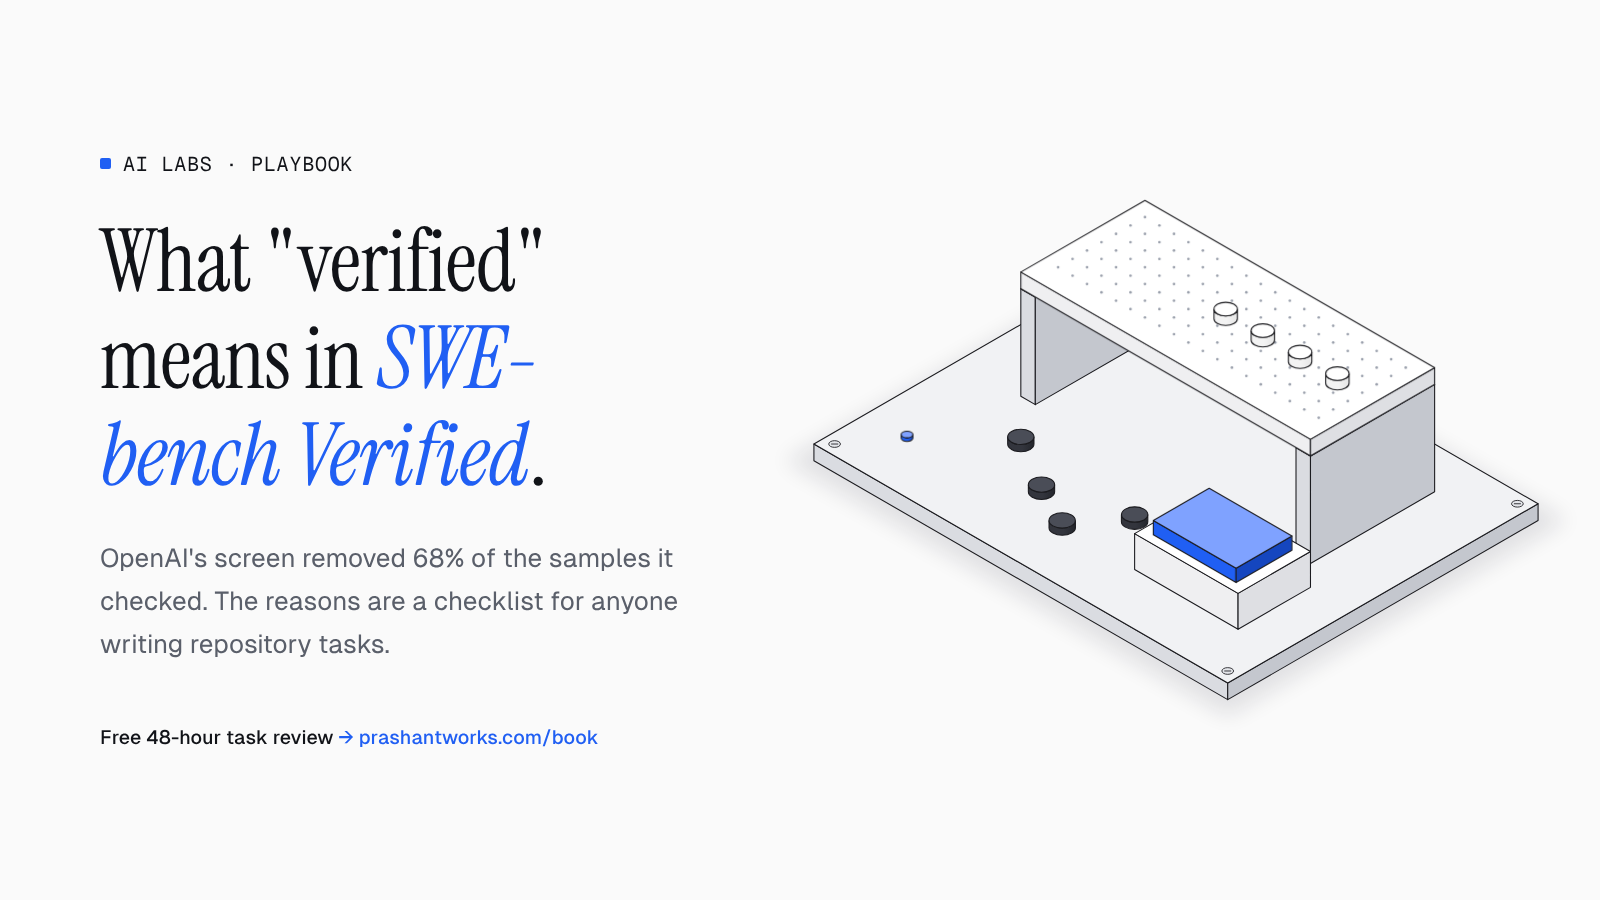 AI LABS · PLAYBOOK
What "verified"
means in SWE-
bench Verified.
OpenAI's screen removed 68% of the samples it
checked. The reasons are a checklist for anyone
writing repository tasks.
Free 48-hour task review → prashantworks.com/book